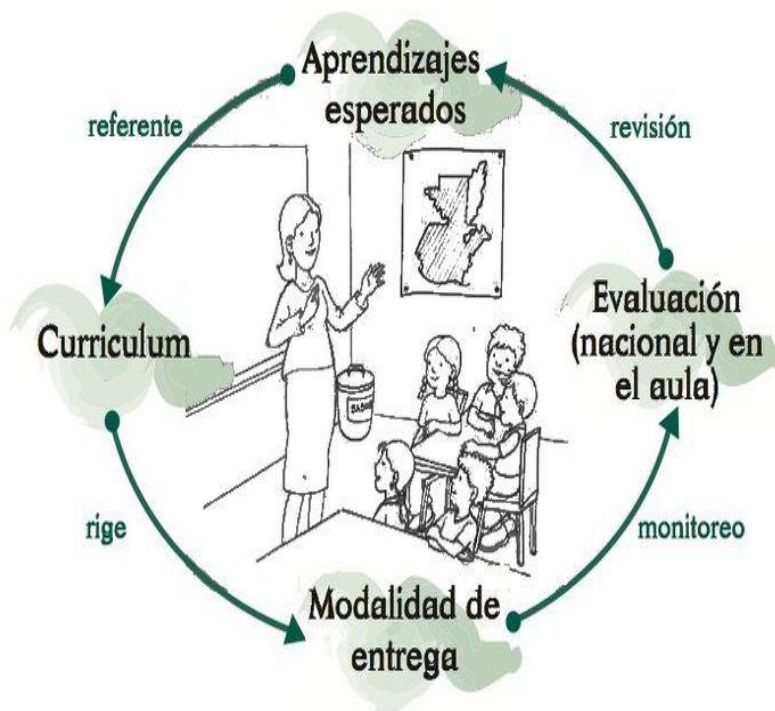 Aprendizajes
esperados
referente
revisión
Curriculum
Evaluación
(nacional y en
el aula)
rige
monitoreo
Modalidad de
entrega